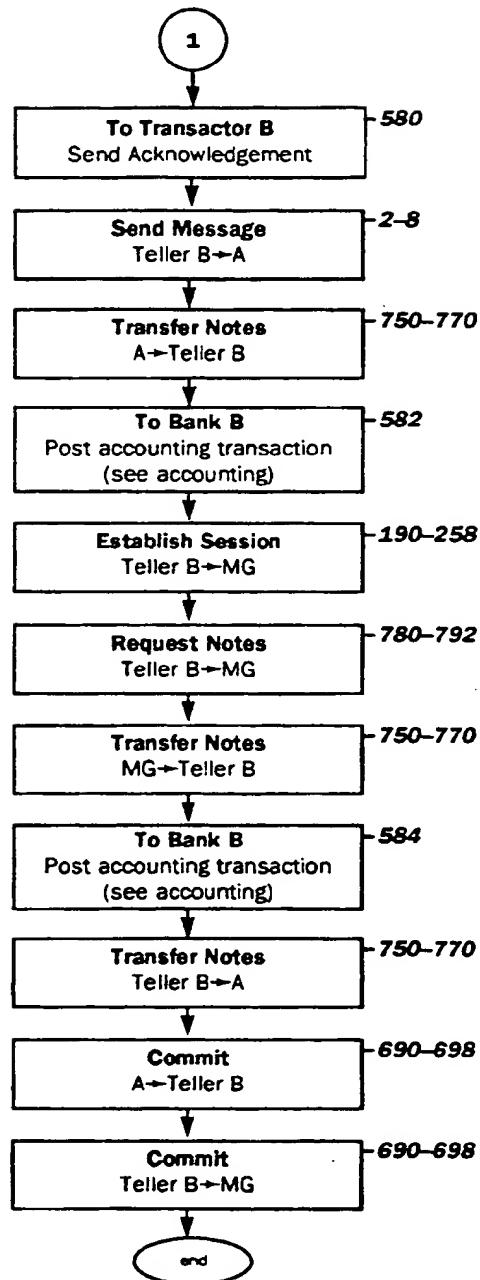 1
To Transactor B 580
Send Acknowledgement
Send Message 2-8
Teller B→A
Transfer Notes 750-770
A→Teller B
To Bank B 582
Post accounting transaction
(see accounting)
Establish Session 190-258
Teller B→MG
Request Notes 780-792
Teller B→MG
Transfer Notes 750-770
MG→Teller B
To Bank B 584
Post accounting transaction
(see accounting)
Transfer Notes 750-770
Teller B→A
Commit 690-698
A→Teller B
Commit 690-698
Teller B→MG
end